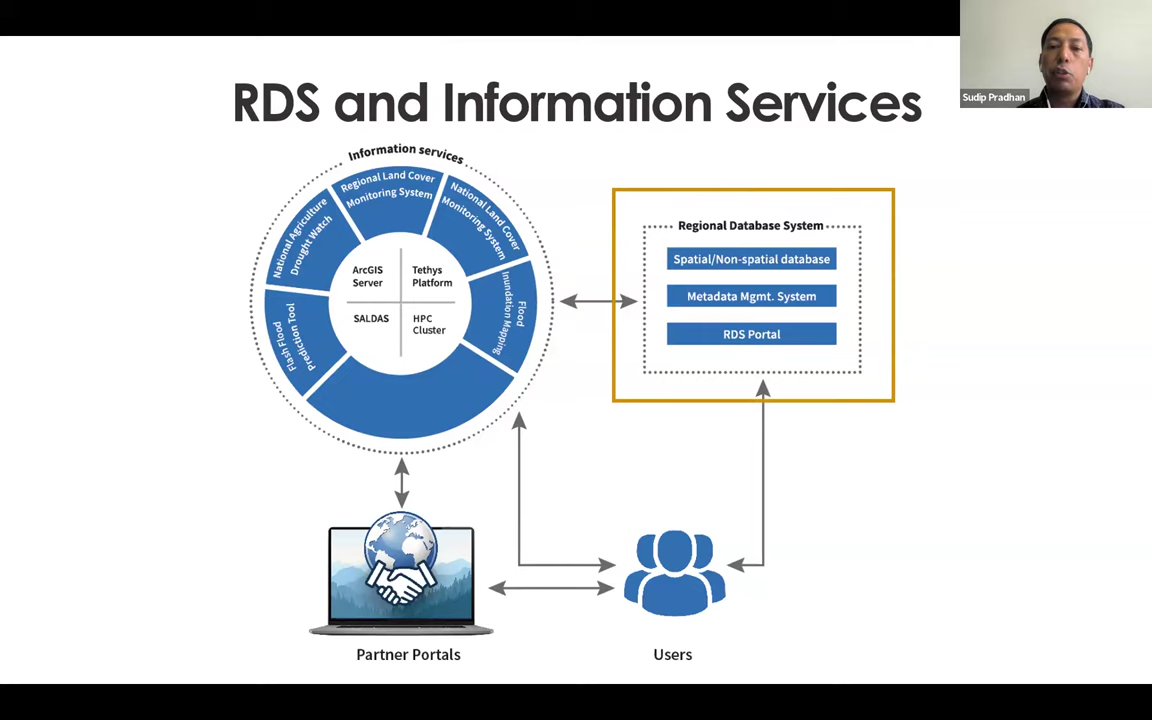 Sudip Pradhan
RDS and Information Services
Information services
Regional Land Cover
Monitoring System
National Land Cover
Monitoring System
National Agriculture
Drought Watch
Flood
Inundation Mapping
Flash Flood
Prediction Tool
ArcGIS
Server
Tethys
Platform
SALDAS
HPC
Cluster
Regional Database System
Spatial/Non-spatial database
Metadata Mgmt. System
RDS Portal
Partner Portals
Users